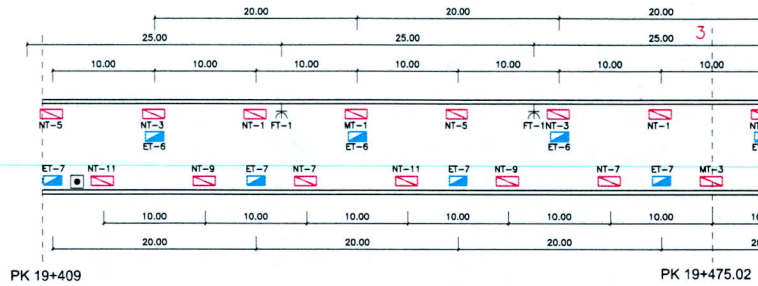 20.00 20.00 20.00
25.00 25.00 25.00 3
10.00 10.00 10.00 10.00 10.00 10.00 10.00
NT-5 NT-3 NT-1 FT-1 MT-1 NT-5 FT-1 NT-3 NT-1
ET-6 ET-6 ET-6
ET-7 NT-11 NT-9 ET-7 NT-7 NT-11 ET-7 NT-9 NT-7 ET-7 MT-3
10.00 10.00 10.00 10.00 10.00 10.00
20.00 20.00 20.00
PK 19+409 PK 19+475.02